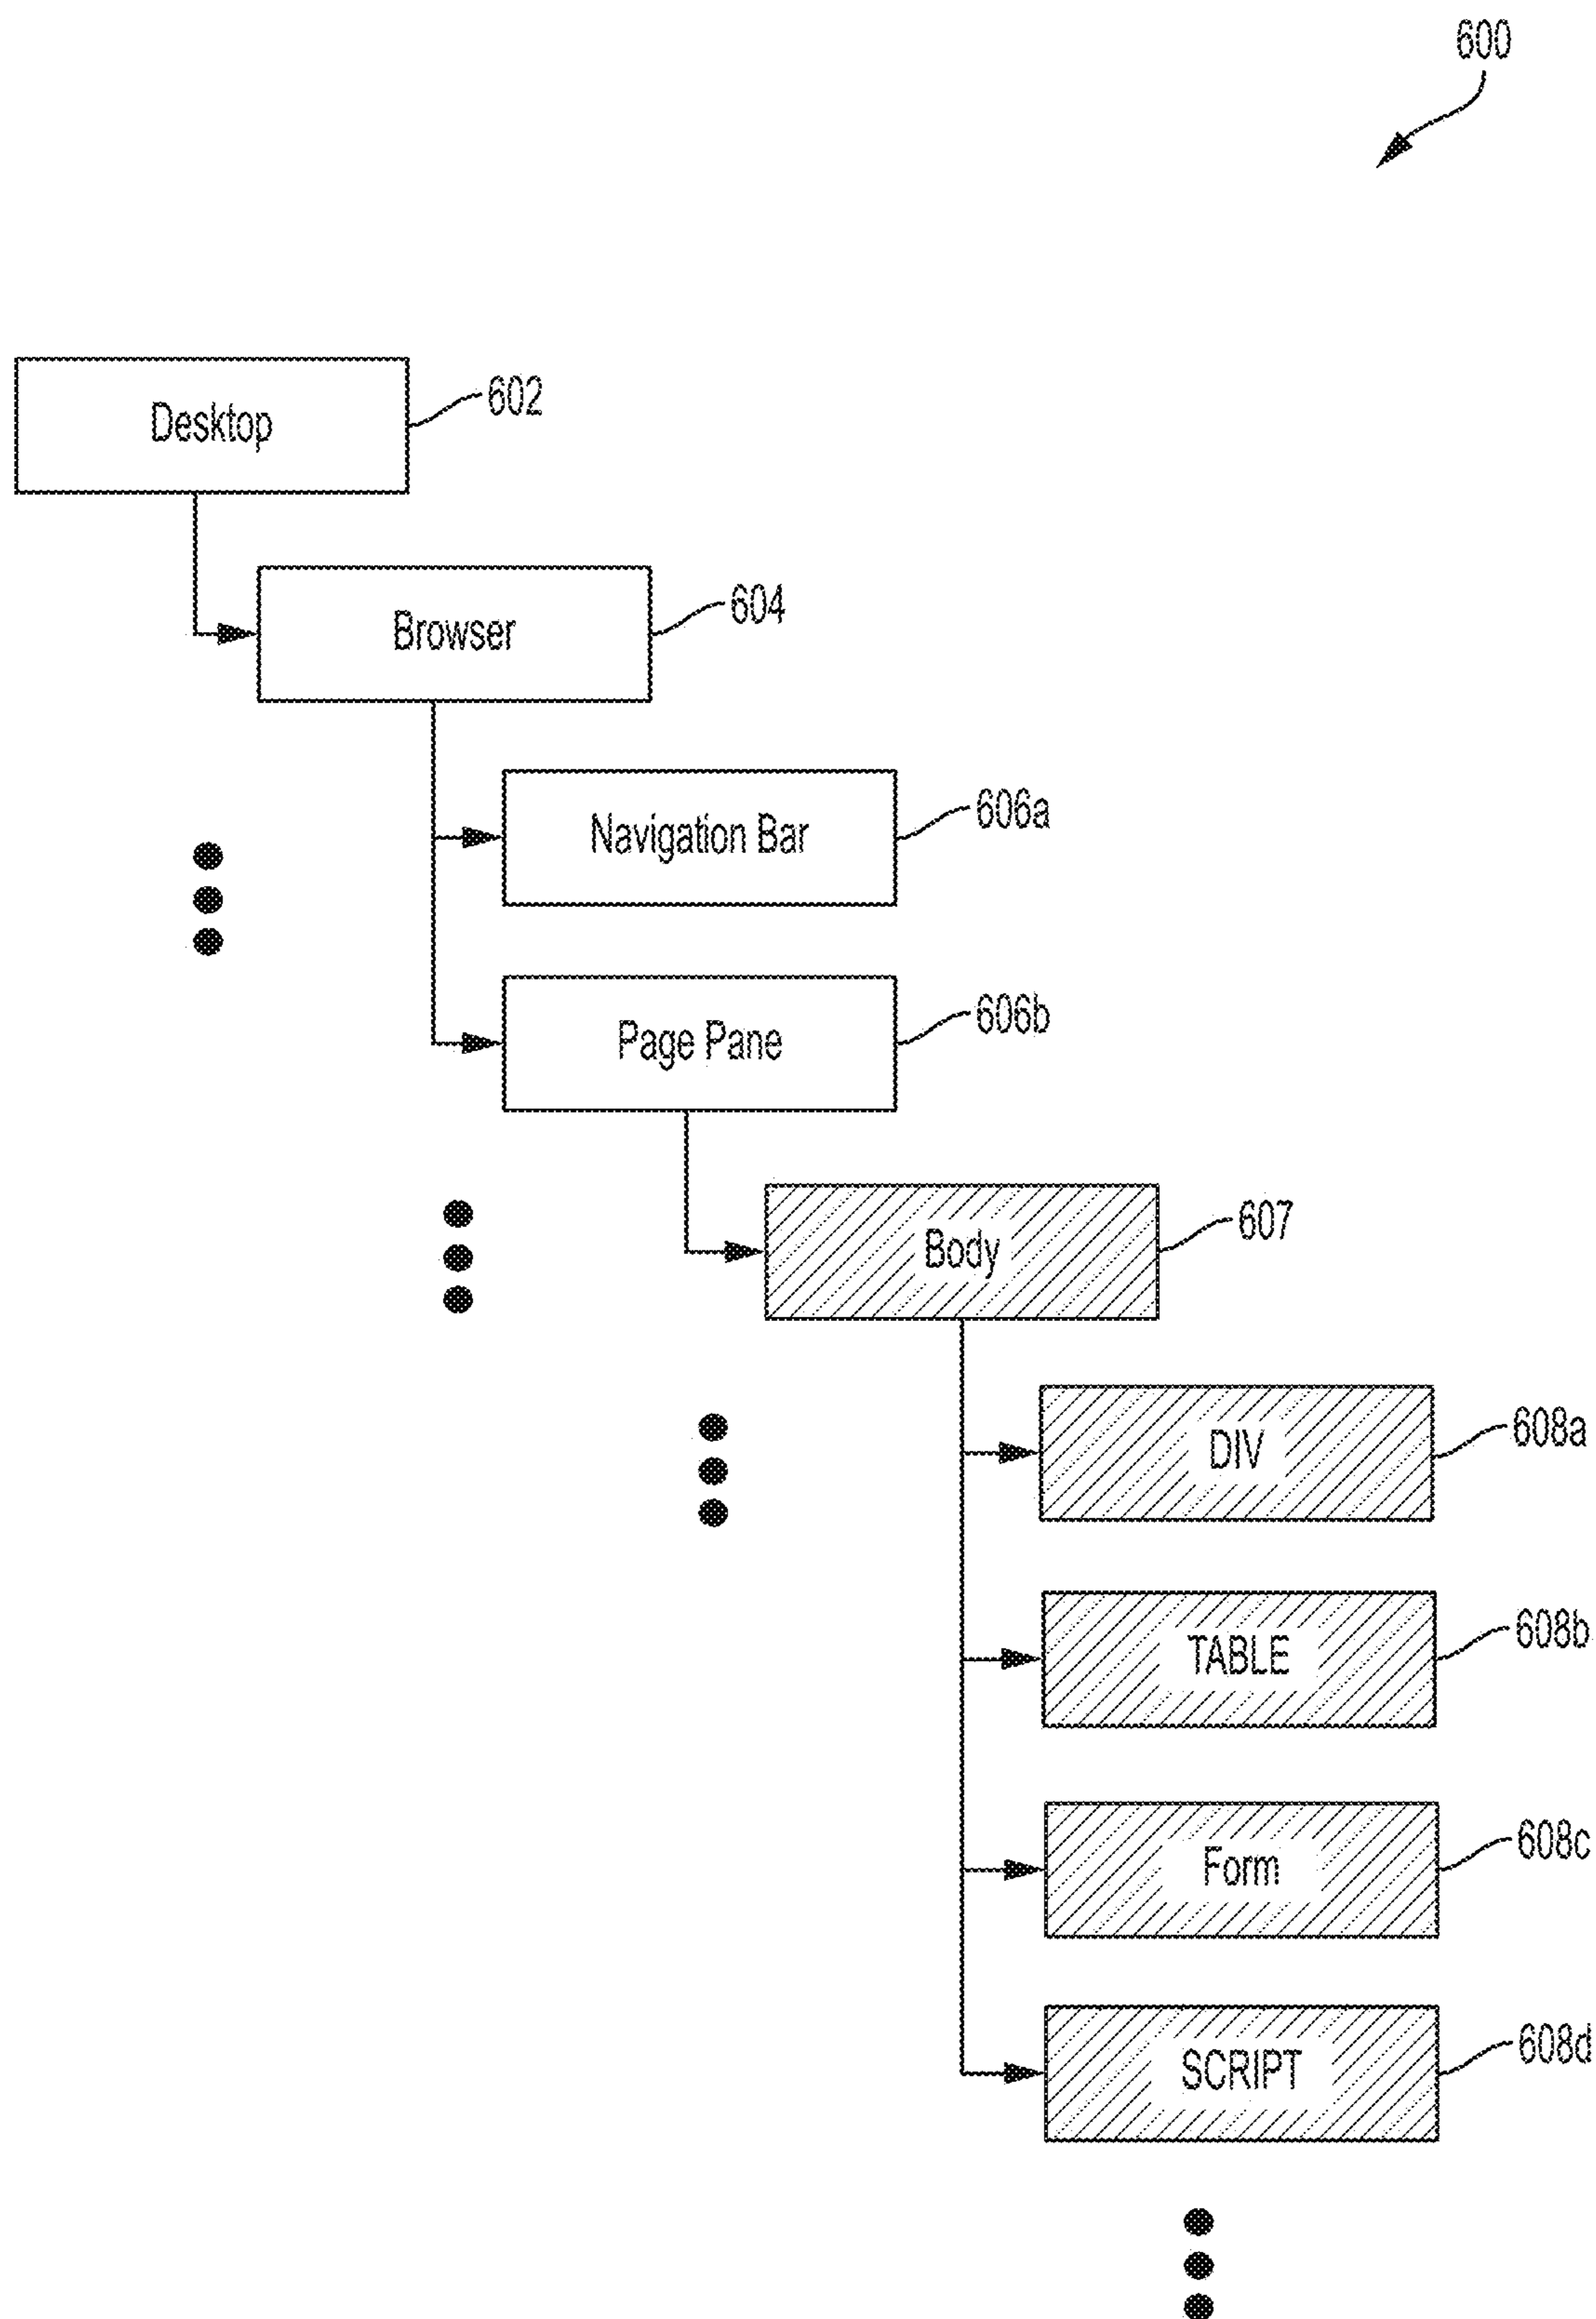 600
Desktop
602
Browser
604
Navigation Bar
606a
Page Pane
606b
Body
607
DIV
608a
TABLE
608b
Form
608c
SCRIPT
608d